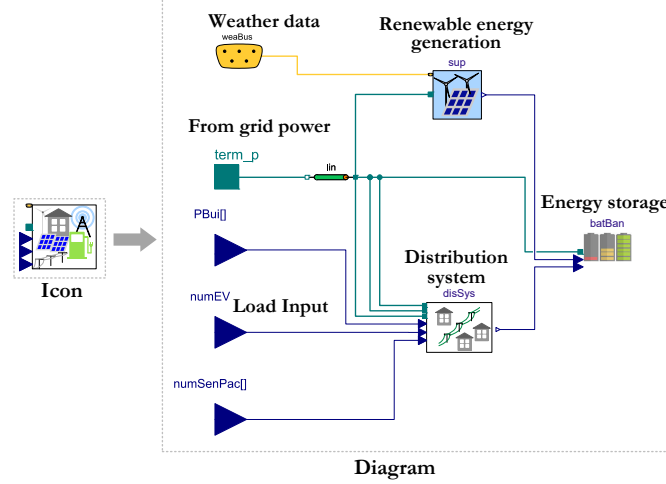 Weather data
weaBus
Renewable energy
generation
sup
From grid power
term_p
lin
PBui[]
Energy storage
batBan
Distribution
system
disSys
Icon
numEV
Load Input
numSenPac[]
Diagram